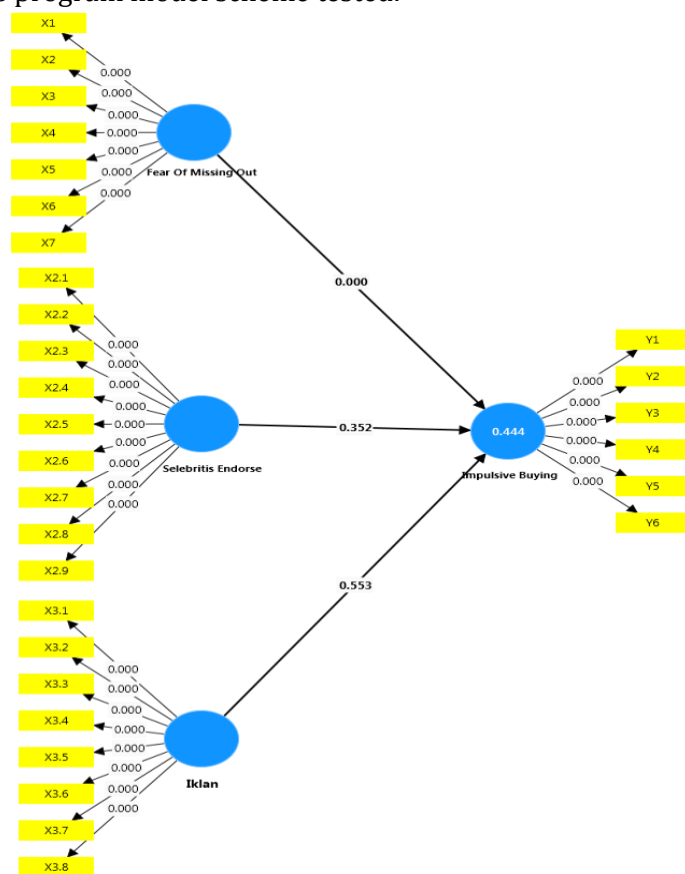 program model scheme tested.
X1
X2
X3
X4
X5
X6
X7
0.000
0.000
0.000
0.000
0.000
0.000
0.000
Fear Of Missing Out
0.000
X2.1
X2.2
X2.3
X2.4
X2.5
X2.6
X2.7
X2.8
X2.9
0.000
0.000
0.000
0.000
0.000
0.000
0.000
0.000
0.000
Selebritis Endorse
0.352
0.444
Impulsive Buying
0.000
0.000
0.000
0.000
0.000
0.000
Y1
Y2
Y3
Y4
Y5
Y6
0.553
X3.1
X3.2
X3.3
X3.4
X3.5
X3.6
X3.7
X3.8
0.000
0.000
0.000
0.000
0.000
0.000
0.000
0.000
Iklan